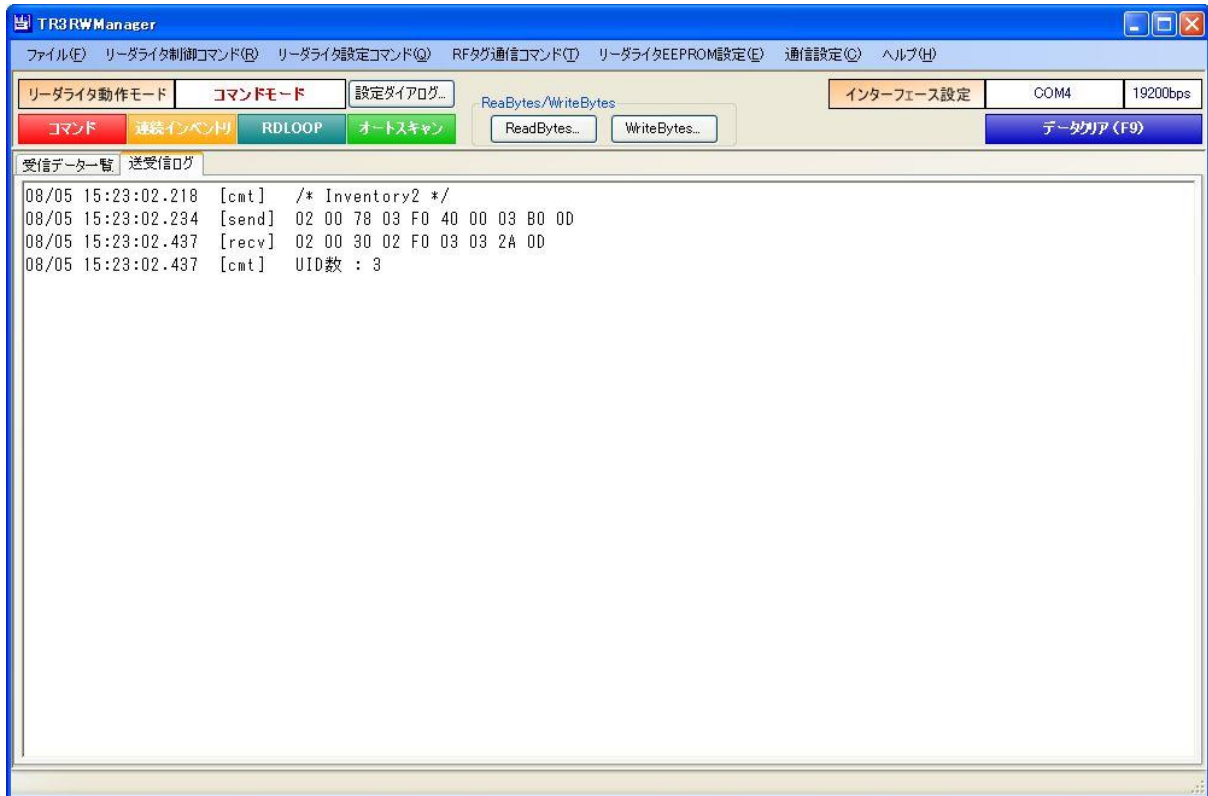 TR3RWManager
ファイル(F) リーダライタ制御コマンド(R) リーダライタ設定コマンド(Q) RFタグ通信コマンド(T) リーダライタEEPROM設定(E) 通信設定(C) ヘルプ(H)
リーダライタ動作モード コマンドモード 設定ダイアログ... ReaBytes/WriteBytes インターフェース設定 COM4 19200bps
コマンド 連続インベントリ RDLOOP オートスキャン ReadBytes... WriteBytes... データクリア(F9)
受信データ一覧 送受信ログ
08/05 15:23:02.218 [cmt] /* Inventory2 */
08/05 15:23:02.234 [send] 02 00 78 03 F0 40 00 03 B0 0D
08/05 15:23:02.437 [recv] 02 00 30 02 F0 03 03 2A 0D
08/05 15:23:02.437 [cmt] UID数 : 3